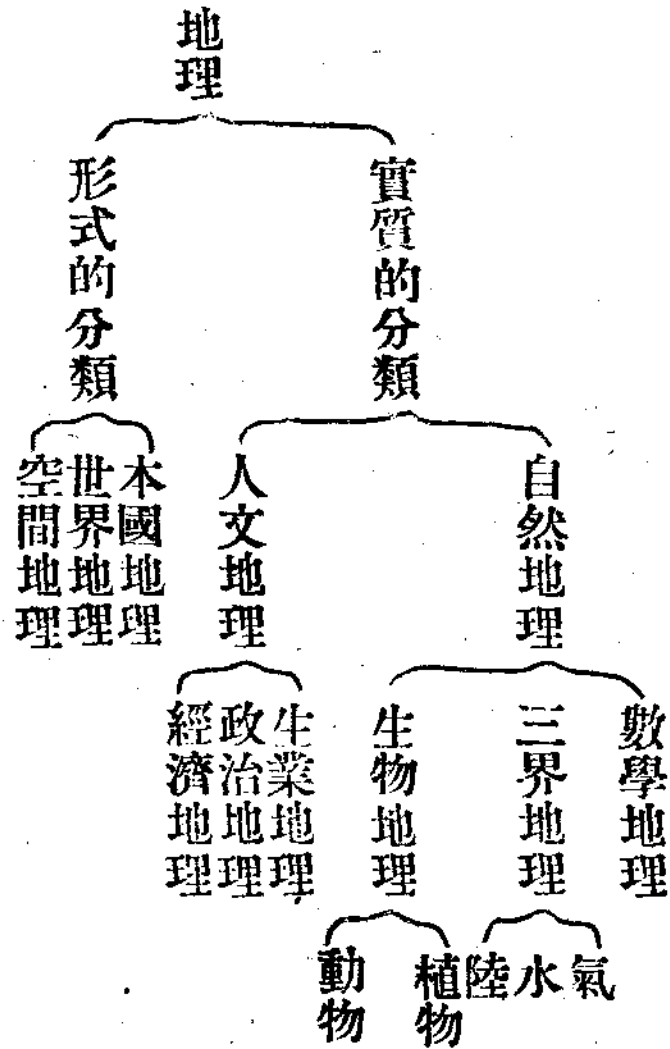 地理
實質的分類
形式的分類
自然地理
人文地理
本國地理
世界地理
空間地理
數學地理
三界地理
生物地理
生業地理
政治地理
經濟地理
氣
水
陸
植物
動物